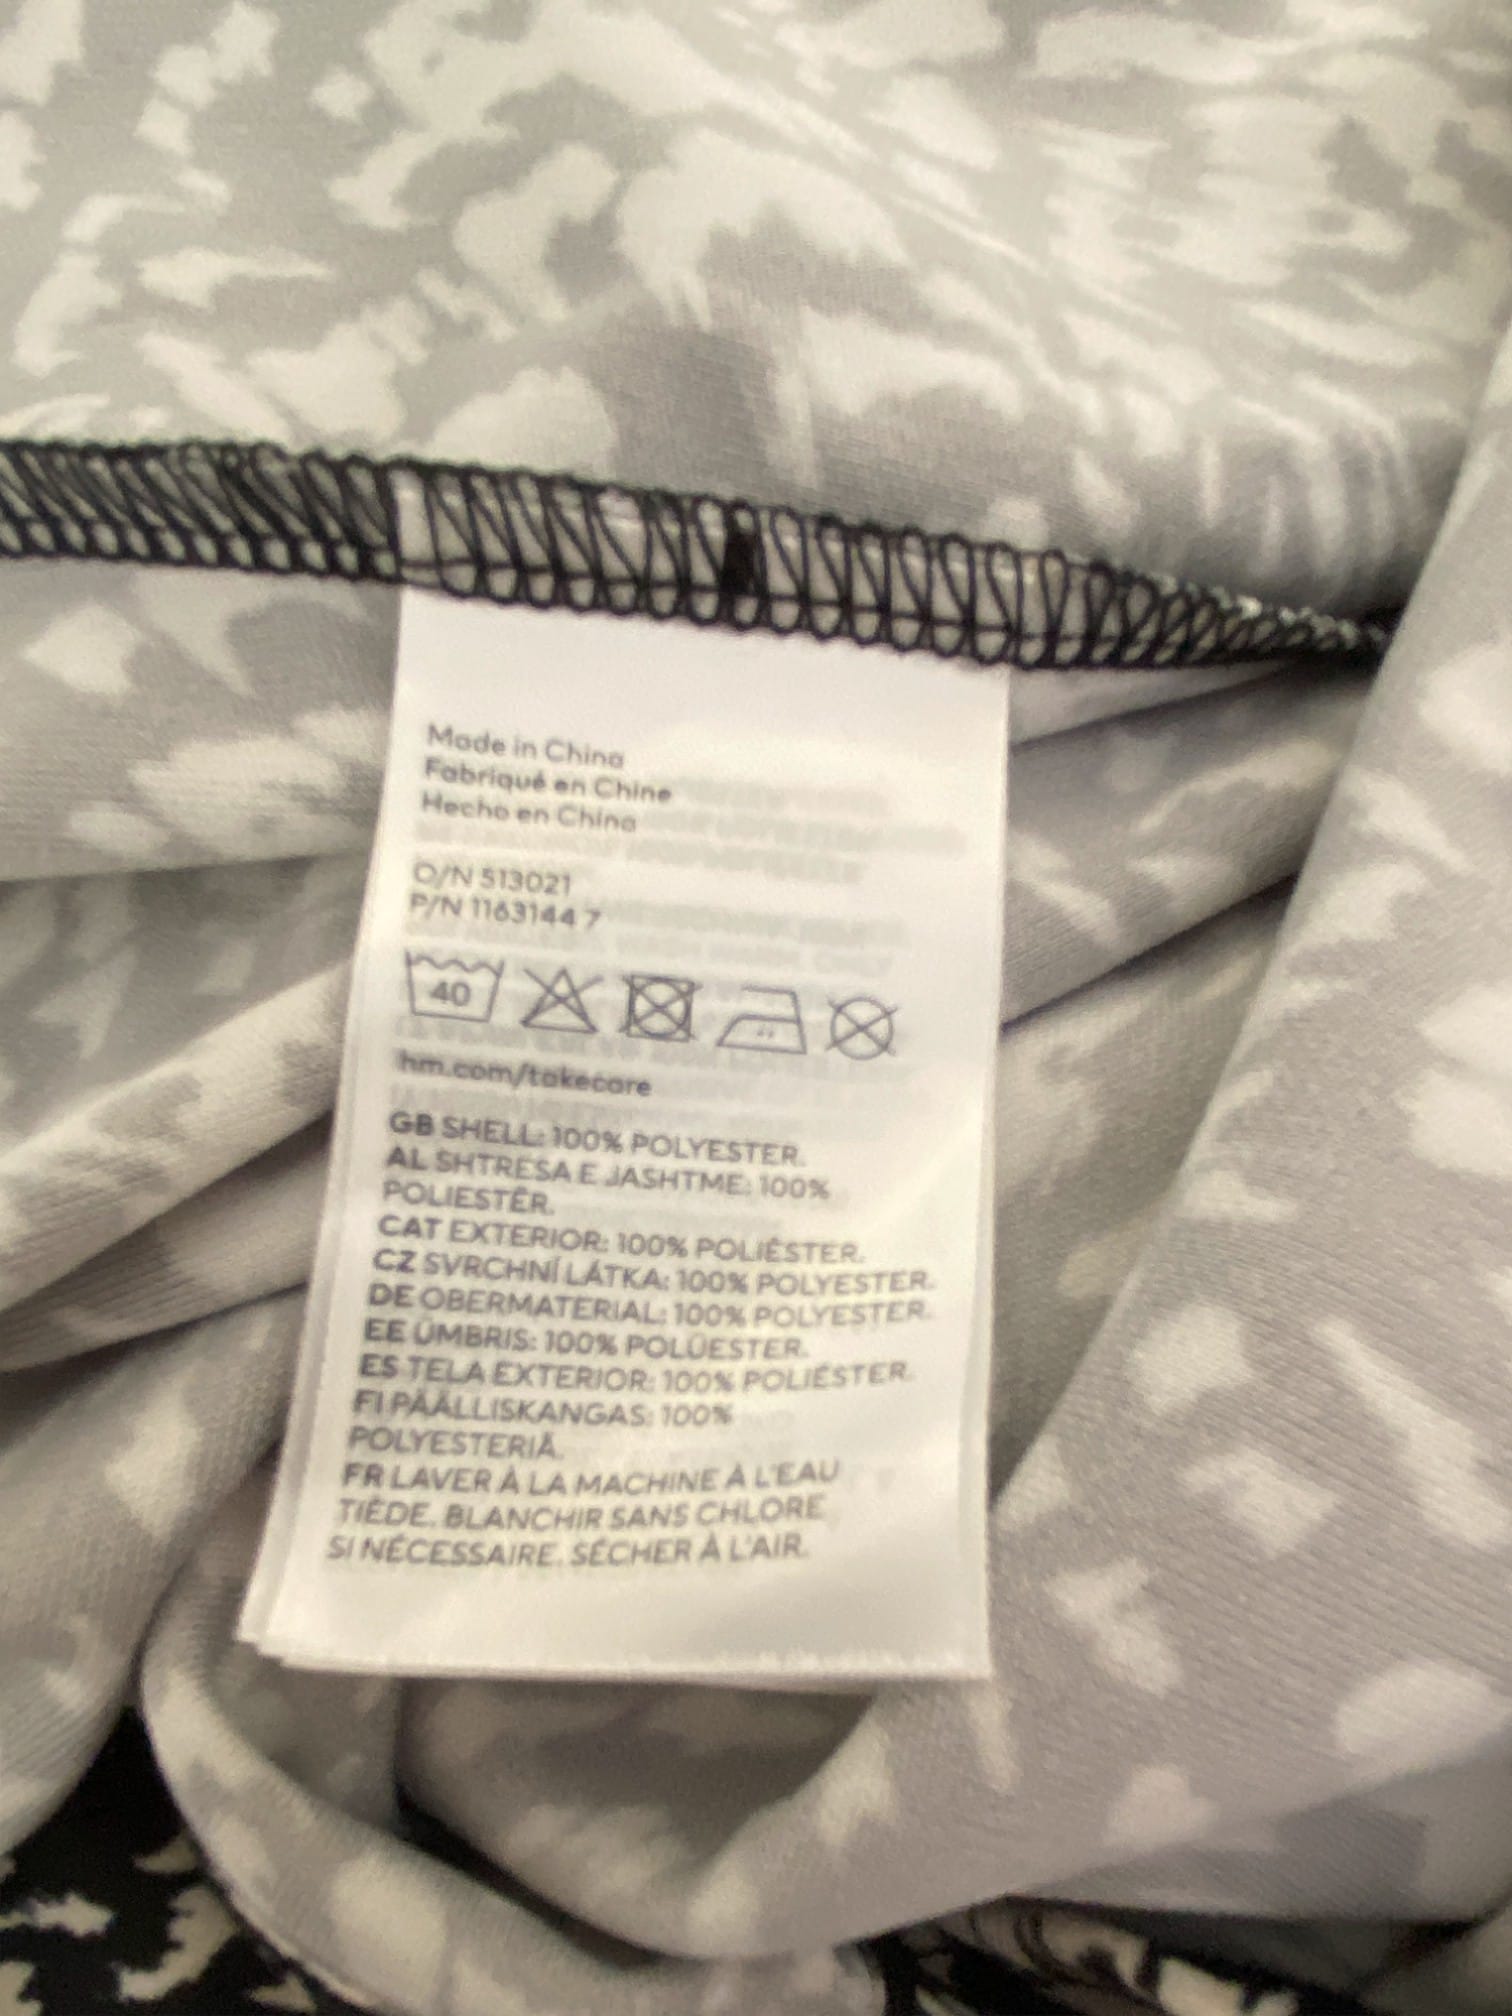 Made in China
Fabriqué en Chine
Hecho en China
O/N 513021
P/N 1163144 7
40
hm.com/takecare
GB SHELL: 100% POLYESTER.
AL SHTRESA E JASHTME: 100%
POLIESTËR.
CAT EXTERIOR: 100% POLIÈSTER.
CZ SVRCHNÍ LÁTKA: 100% POLYESTER.
DE OBERMATERIAL: 100% POLYESTER.
EE ÜMBRIS: 100% POLÜESTER.
ES TELA EXTERIOR: 100% POLIÉSTER.
FI PÄÄLLISKANGAS: 100%
POLYESTERIÄ.
FR LAVER À LA MACHINE À L'EAU
TIÈDE. BLANCHIR SANS CHLORE
SI NÉCESSAIRE. SÉCHER À L'AIR.